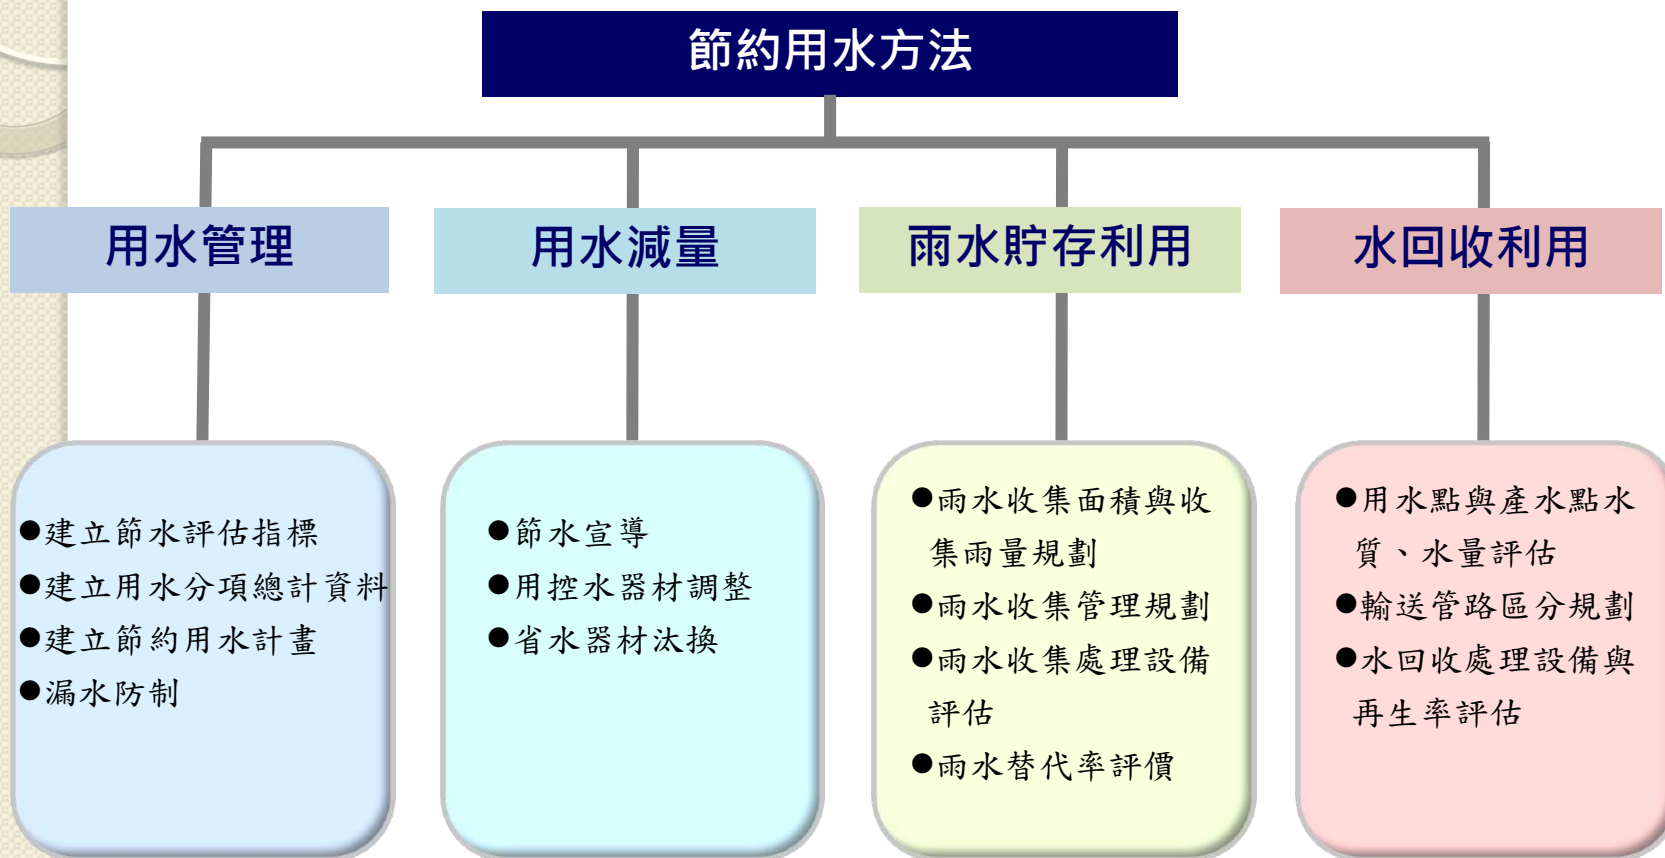 節約用水方法
用水管理
用水減量
雨水貯存利用
水回收利用
●建立節水評估指標
●建立用水分項總計資料
●建立節約用水計畫
●漏水防制
●節水宣導
●用控水器材調整
●省水器材汰換
●雨水收集面積與收
集雨量規劃
●雨水收集管理規劃
●雨水收集處理設備
評估
●雨水替代率評價
●用水點與產水點水
質、水量評估
●輸送管路區分規劃
●水回收處理設備與
再生率評估